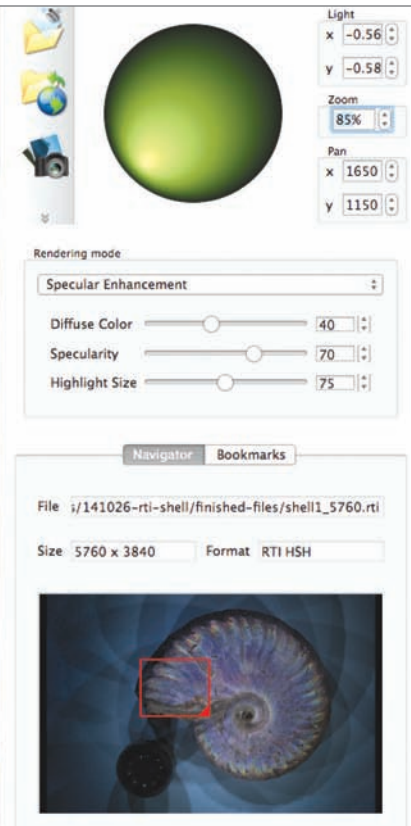 Light
x -0.56
y -0.58
Zoom
85%
Pan
x 1650
y 1150
Rendering mode
Specular Enhancement
Diffuse Color 40
Specularity 70
Highlight Size 75
Navigator Bookmarks
File s/141026-rti-shell/finished-files/shell1_5760.rti
Size 5760 x 3840 Format RTI HSH